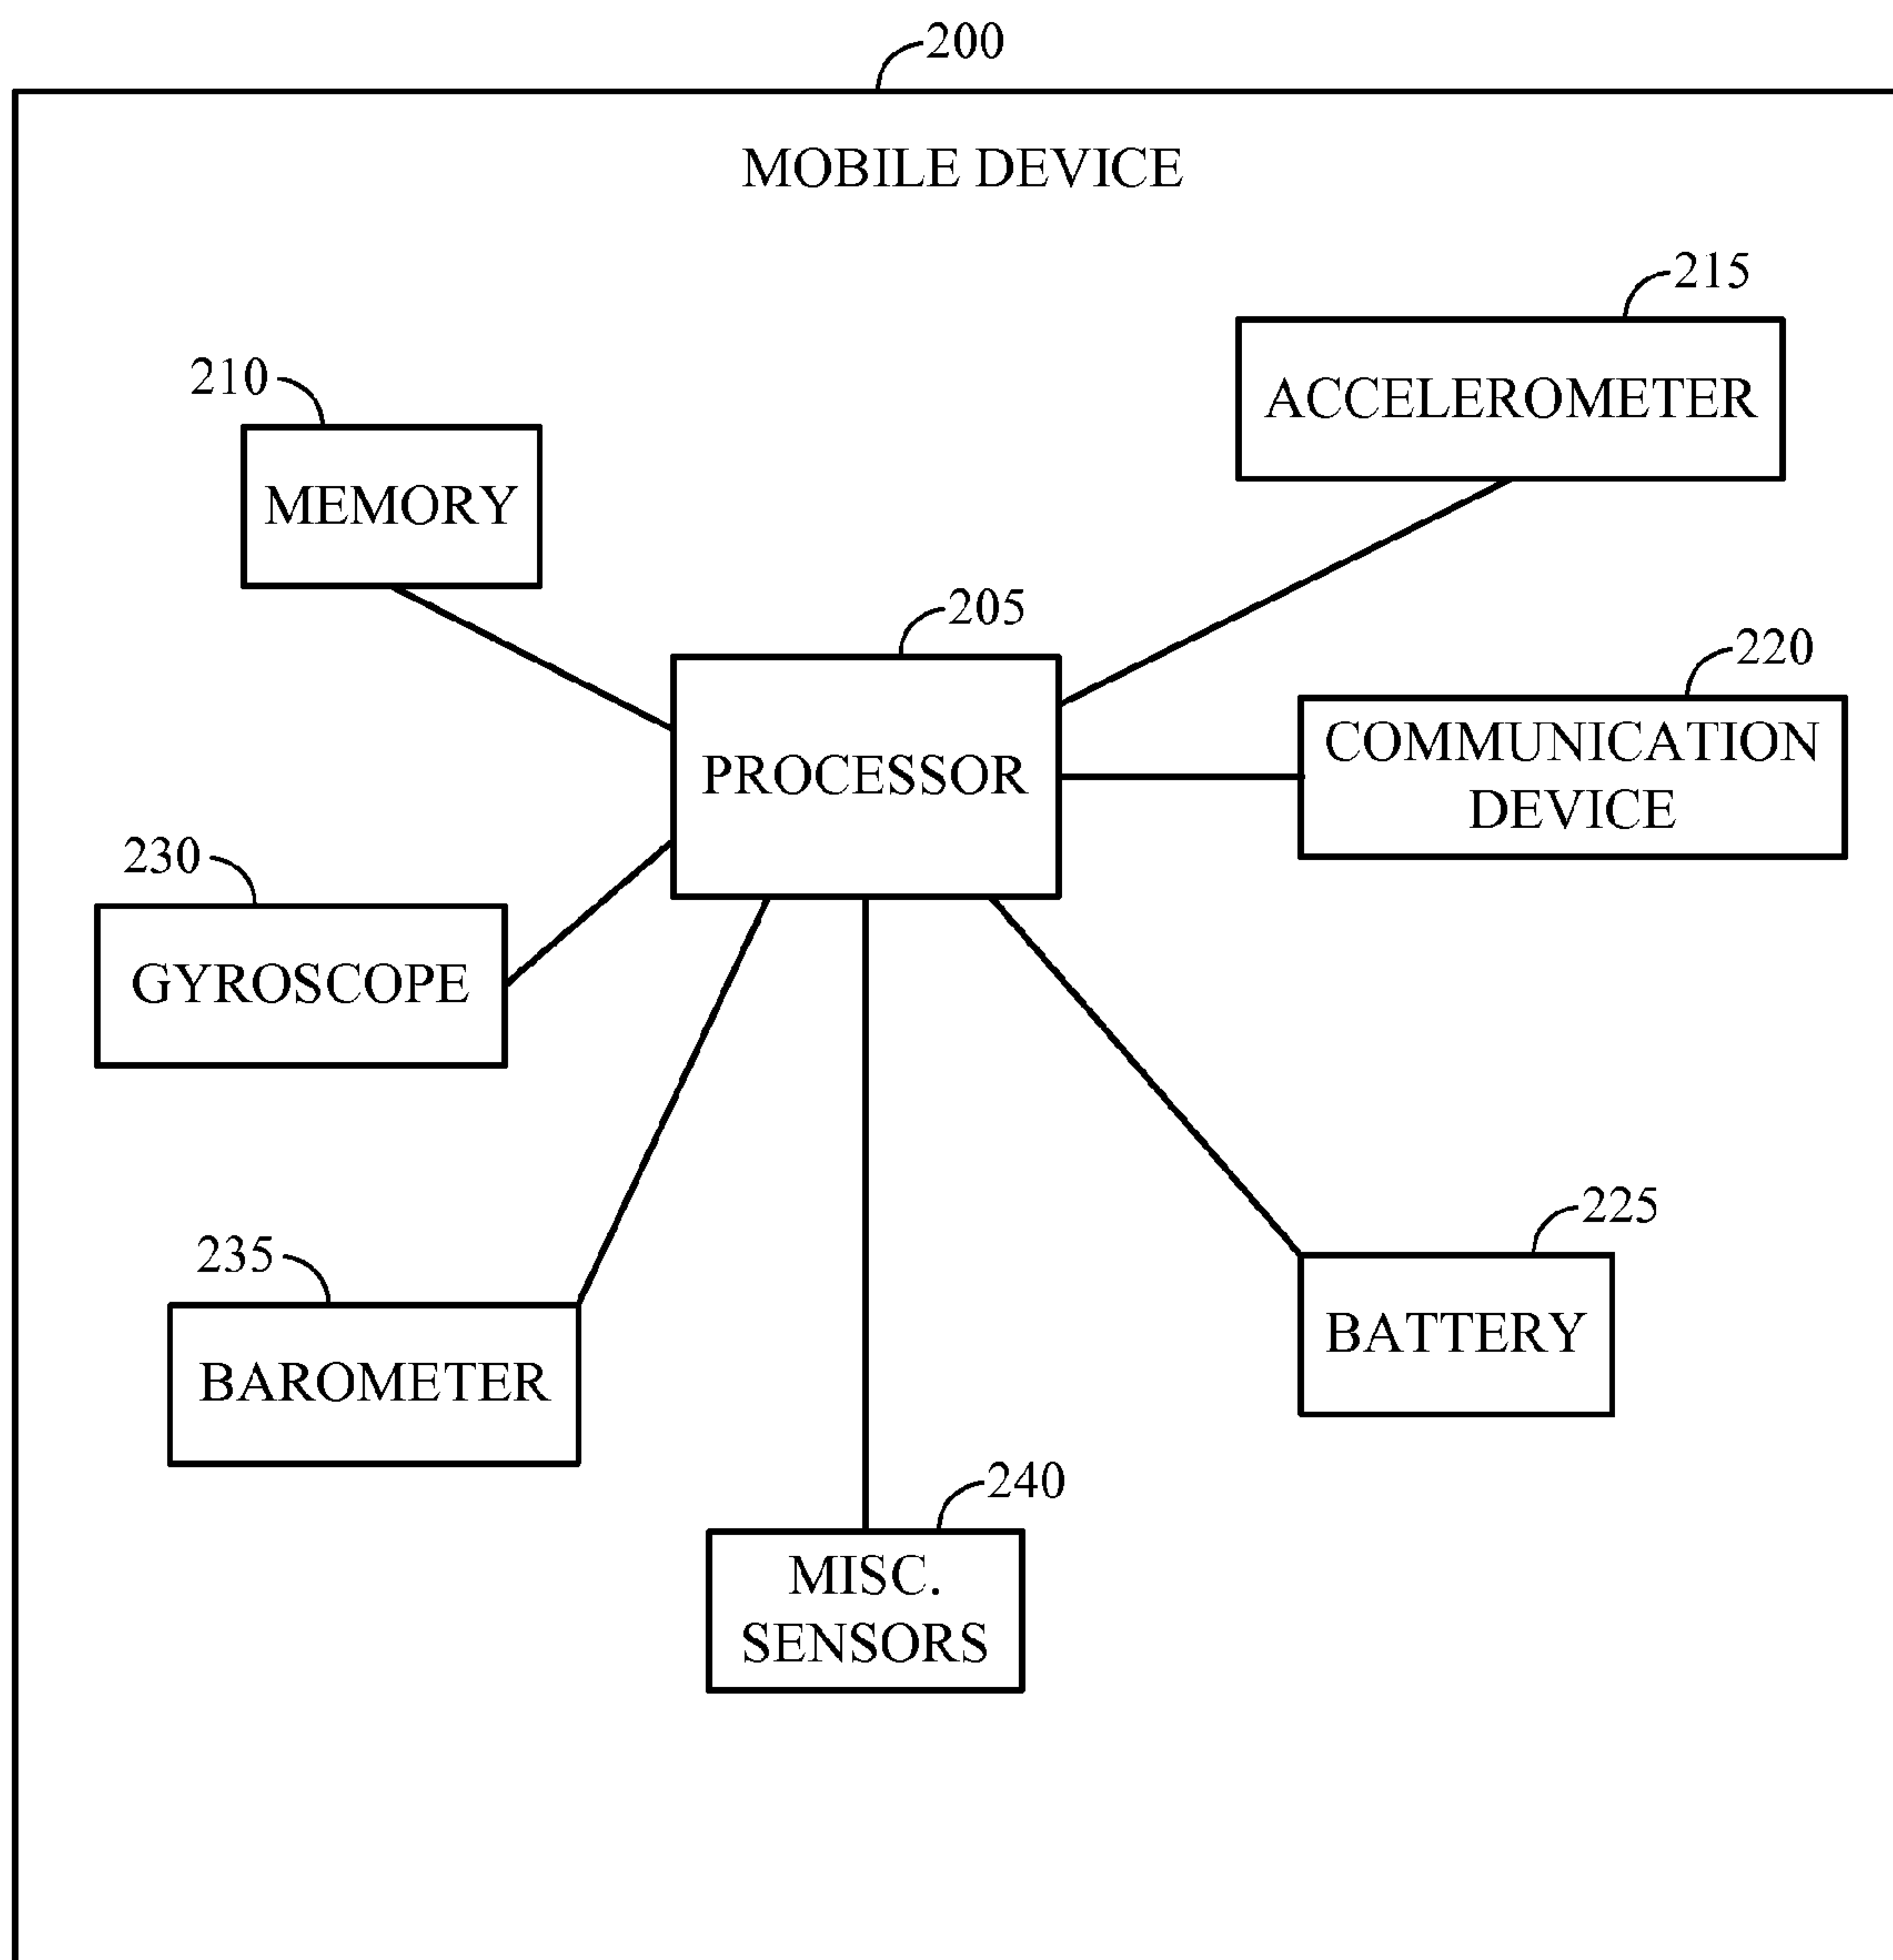 200
MOBILE DEVICE
215
ACCELEROMETER
210
MEMORY
205
PROCESSOR
220
COMMUNICATION
DEVICE
230
GYROSCOPE
225
BATTERY
235
BAROMETER
240
MISC.
SENSORS